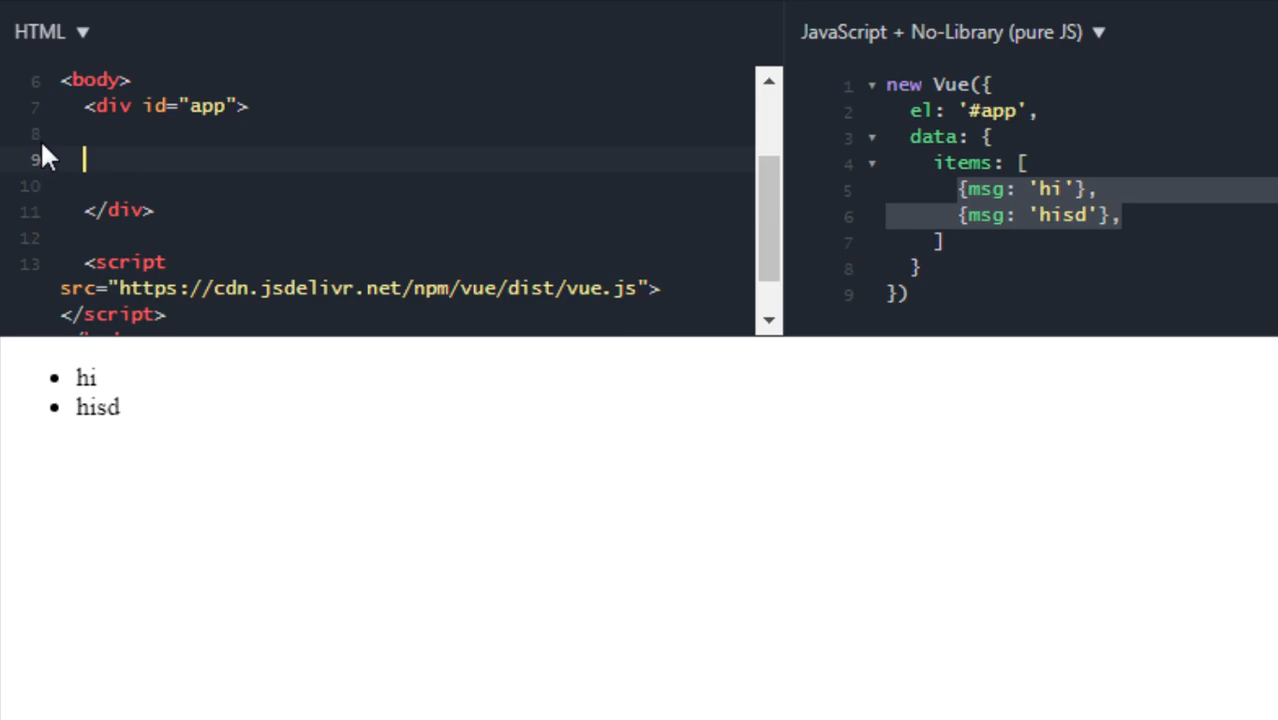 HTML ▼
6 <body>
7 <div id="app">
8
9
10
11 </div>
12
13 <script
src="https://cdn.jsdelivr.net/npm/vue/dist/vue.js">
</script>
JavaScript + No-Library (pure JS) ▼
1 ▼ new Vue({
2 el: '#app',
3 ▼ data: {
4 ▼ items: [
5 {msg: 'hi'},
6 {msg: 'hisd'},
7 ]
8 }
9 })
• hi
• hisd